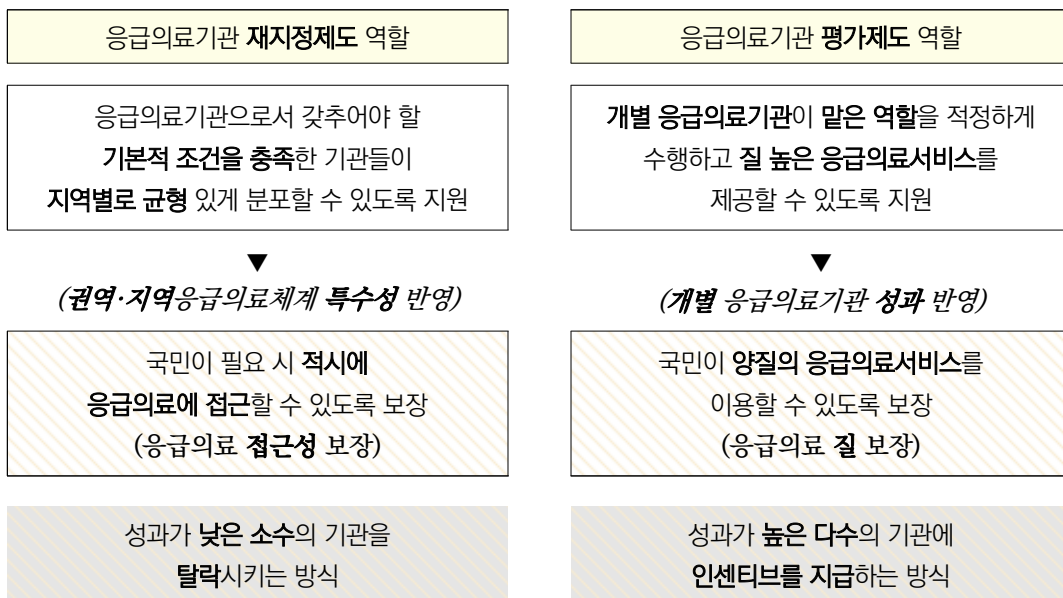 응급의료기관 재지정제도 역할
응급의료기관으로서 갖추어야 할
기본적 조건을 충족한 기관들이
지역별로 균형 있게 분포할 수 있도록 지원
▼
(권역·지역응급의료체계 특수성 반영)
국민이 필요 시 적시에
응급의료에 접근할 수 있도록 보장
(응급의료 접근성 보장)
성과가 낮은 소수의 기관을
탈락시키는 방식
응급의료기관 평가제도 역할
개별 응급의료기관이 맡은 역할을 적정하게
수행하고 질 높은 응급의료서비스를
제공할 수 있도록 지원
▼
(개별 응급의료기관 성과 반영)
국민이 양질의 응급의료서비스를
이용할 수 있도록 보장
(응급의료 질 보장)
성과가 높은 다수의 기관에
인센티브를 지급하는 방식